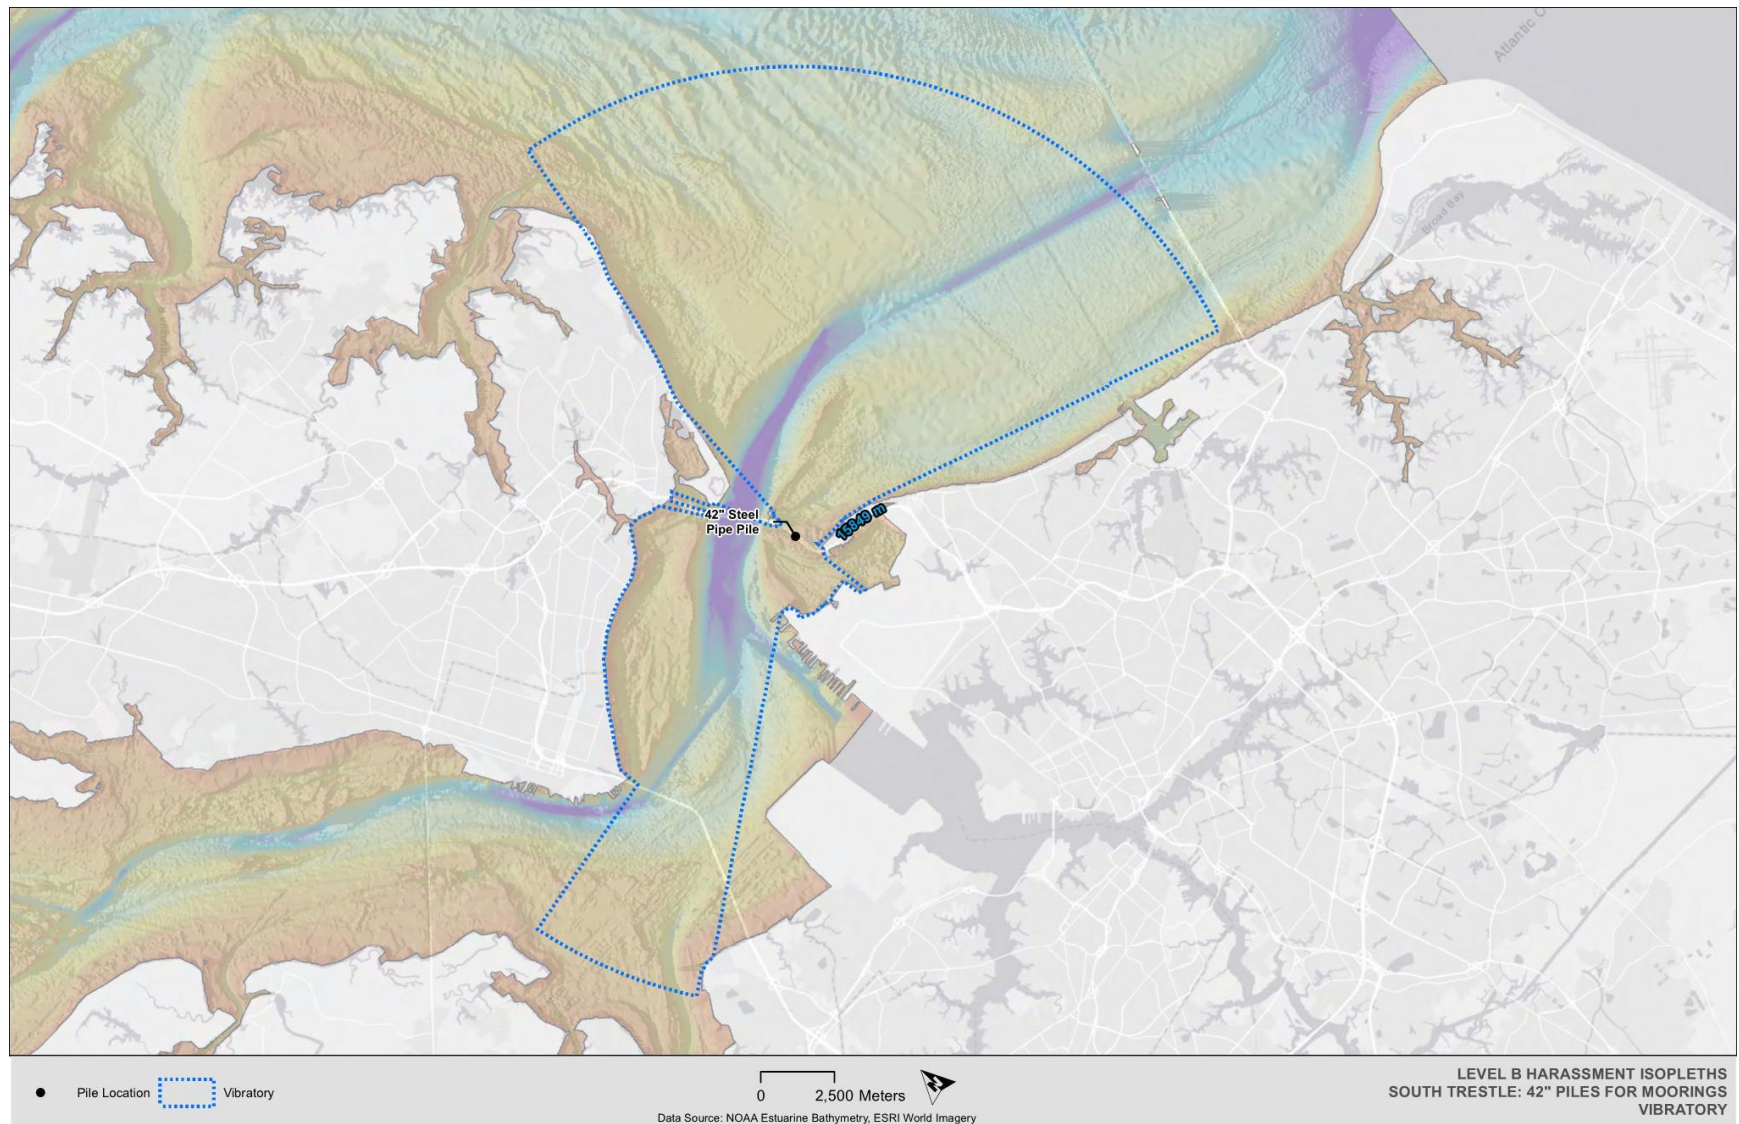 Atlantic O
Broad Bay
42" Steel
Pipe Pile
15849 m
Pile Location
Vibratory
0
2,500 Meters
N
Data Source: NOAA Estuarine Bathymetry, ESRI World Imagery
LEVEL B HARASSMENT ISOPLETHS
SOUTH TRESTLE: 42" PILES FOR MOORINGS
VIBRATORY